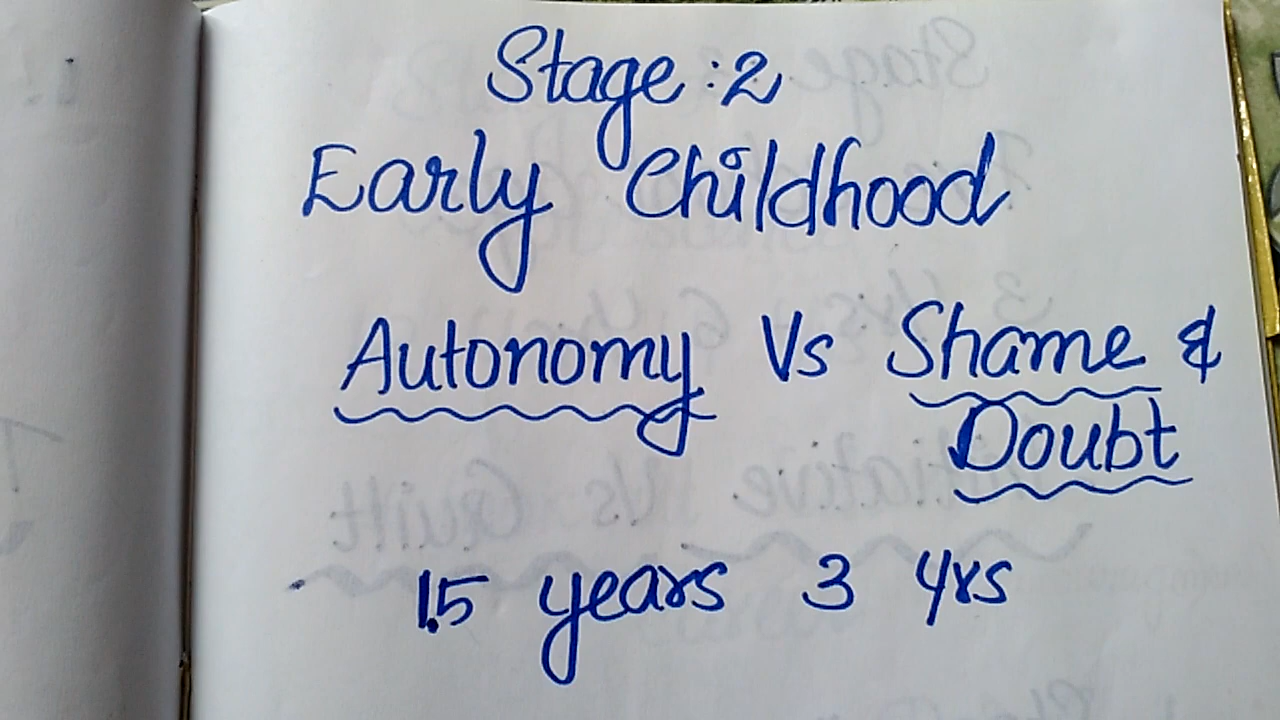 Stage : 2
Early Childhood
Autonomy Vs Shame &
Doubt
1.5 years 3 yrs